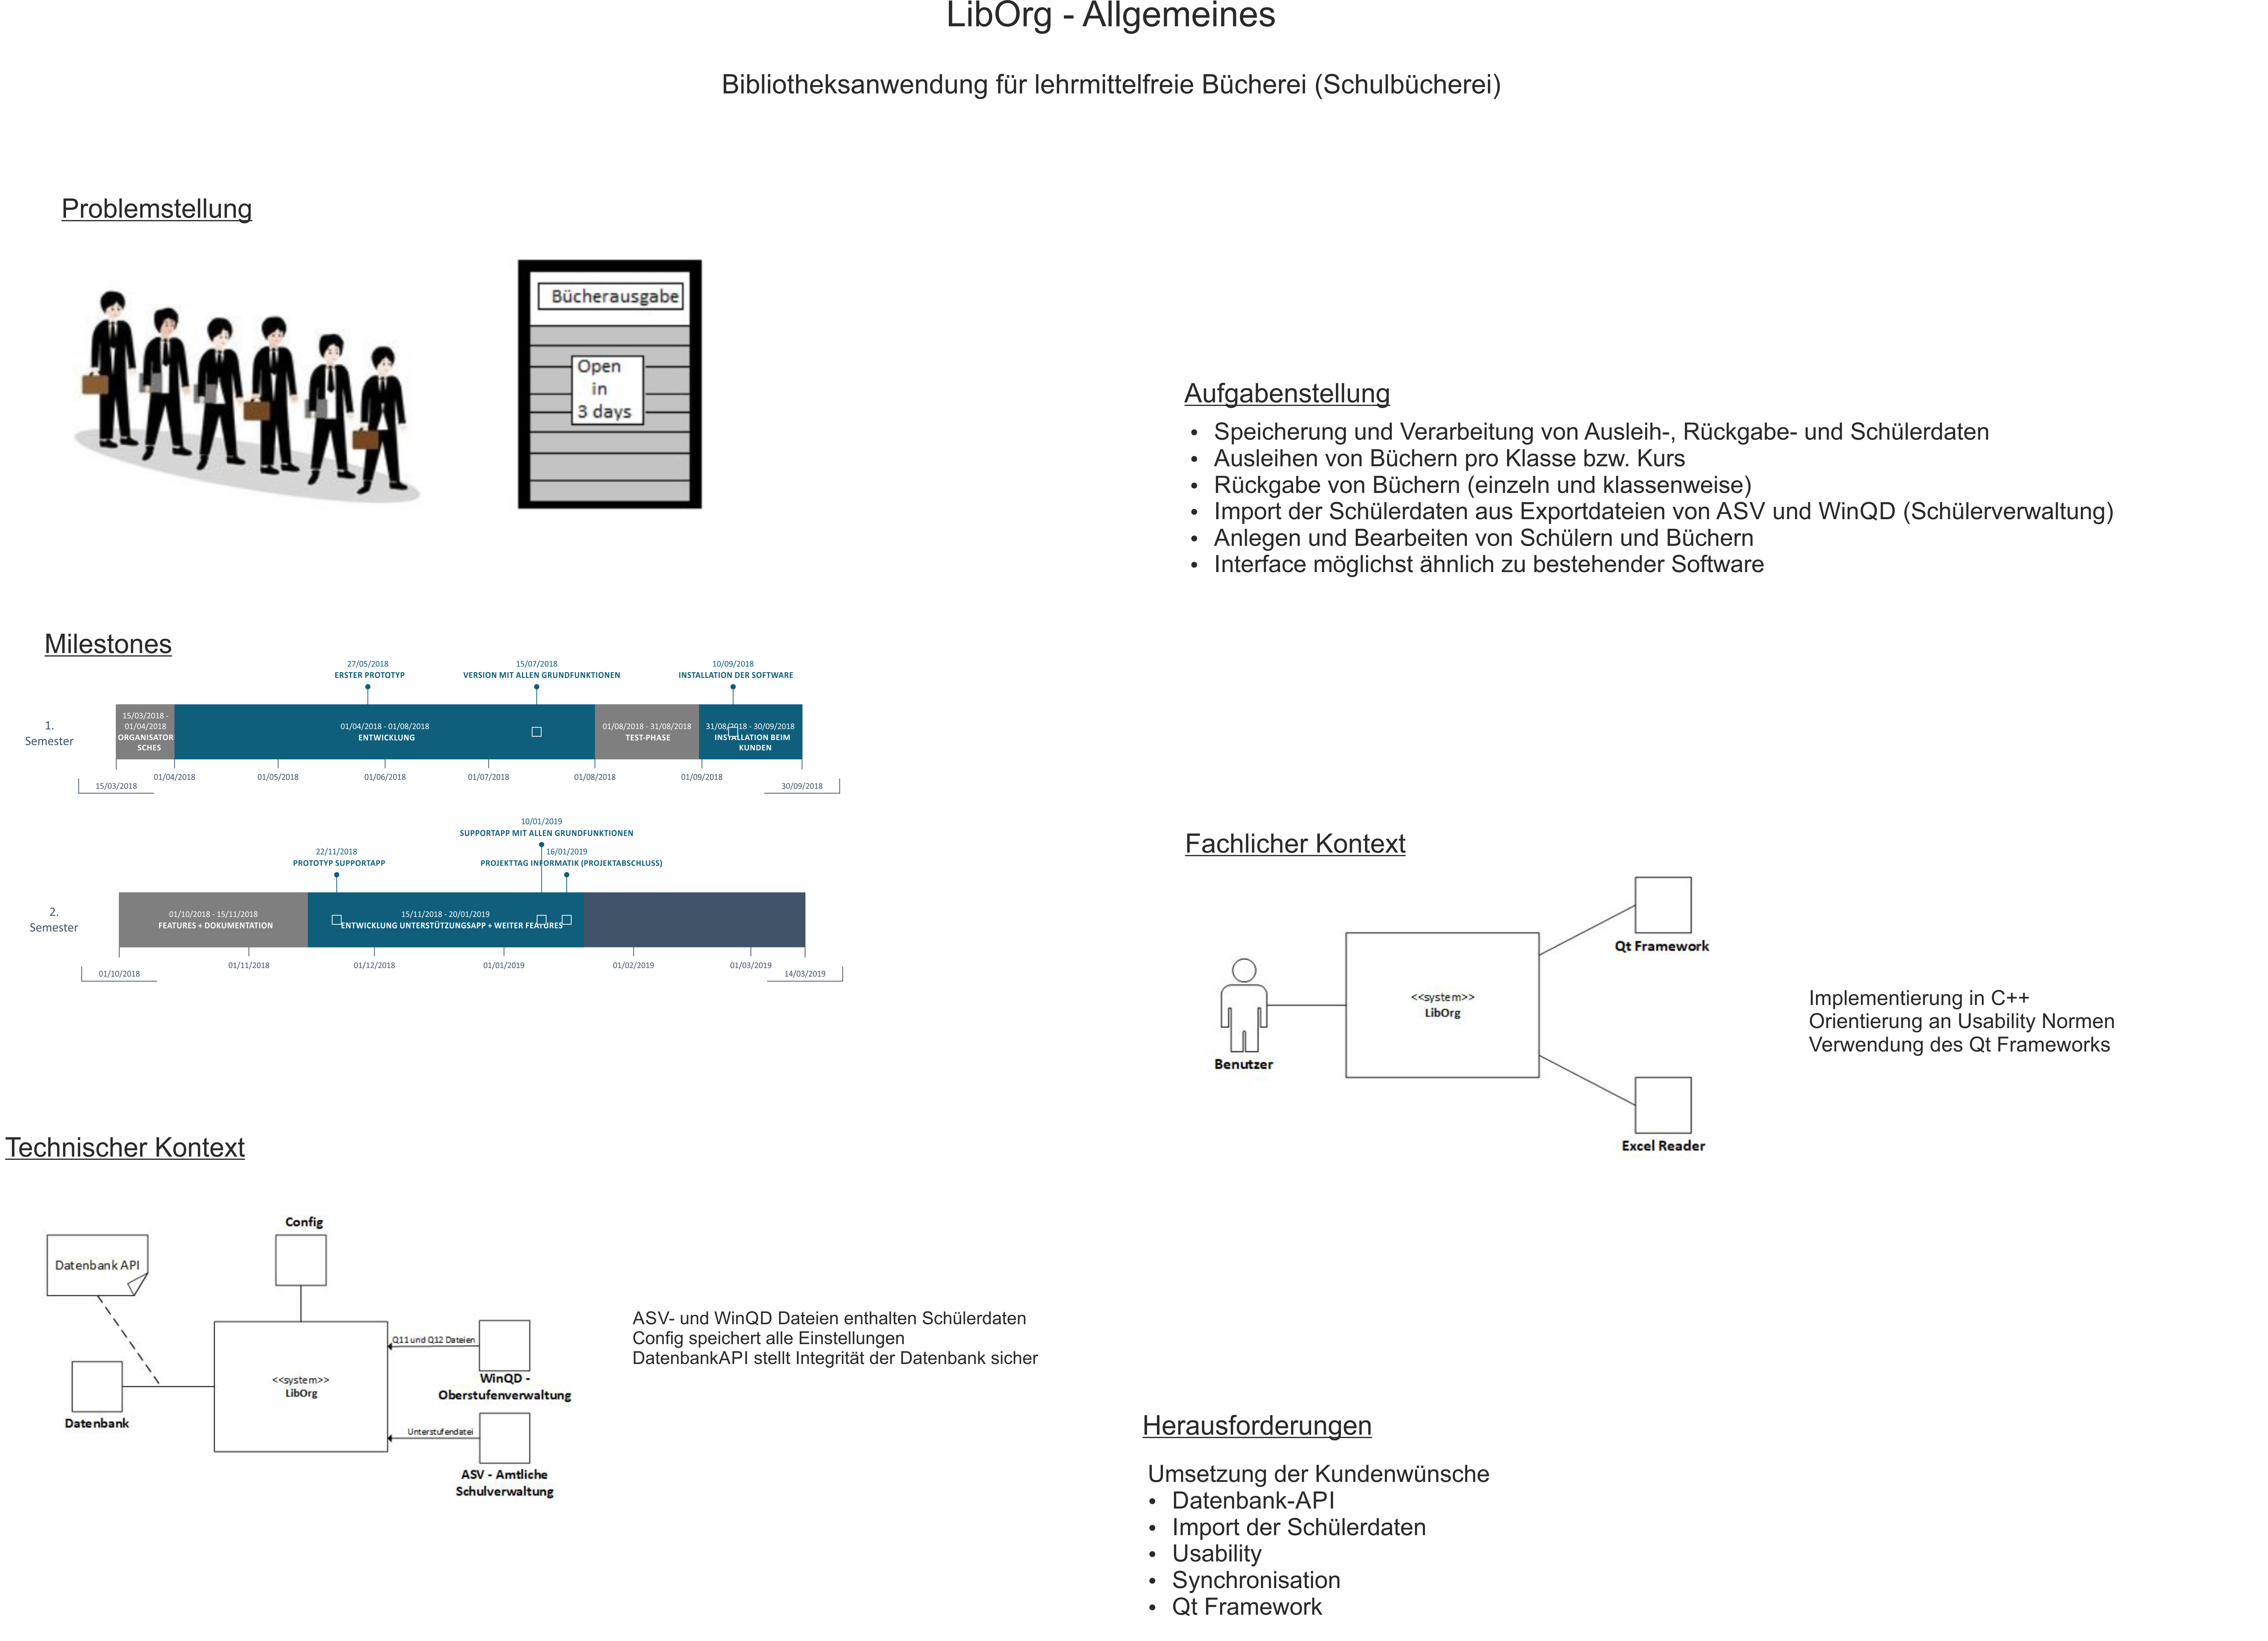 LibOrg - Allgemeines
Bibliotheksanwendung für lehrmittelfreie Bücherei (Schulbücherei)
Problemstellung
Bücherausgabe
Open
in
3 days
Aufgabenstellung
• Speicherung und Verarbeitung von Ausleih-, Rückgabe- und Schülerdaten
• Ausleihen von Büchern pro Klasse bzw. Kurs
• Rückgabe von Büchern (einzeln und klassenweise)
• Import der Schülerdaten aus Exportdateien von ASV und WinQD (Schülerverwaltung)
• Anlegen und Bearbeiten von Schülern und Büchern
• Interface möglichst ähnlich zu bestehender Software
Milestones
27/05/2018
ERSTER PROTOTYP
15/07/2018
VERSION MIT ALLEN GRUNDFUNKTIONEN
10/09/2018
INSTALLATION DER SOFTWARE
1.
Semester
15/03/2018 -
01/04/2018
ORGANISATOR
SCHES
01/04/2018 - 01/08/2018
ENTWICKLUNG
01/08/2018 - 31/08/2018
TEST-PHASE
31/08/2018 - 30/09/2018
INSTALLATION BEIM
KUNDEN
01/04/2018
01/05/2018
01/06/2018
01/07/2018
01/08/2018
01/09/2018
15/03/2018
30/09/2018
10/01/2019
SUPPORTAPP MIT ALLEN GRUNDFUNKTIONEN
22/11/2018
PROTOTYP SUPPORTAPP
16/01/2019
PROJEKTTAG INFORMATIK (PROJEKTABSCHLUSS)
2.
Semester
01/10/2018 - 15/11/2018
FEATURES + DOKUMENTATION
15/11/2018 - 20/01/2019
ENTWICKLUNG UNTERSTÜTZUNGSAPP + WEITER FEATURES
01/11/2018
01/12/2018
01/01/2019
01/02/2019
01/03/2019
01/10/2018
14/03/2019
Fachlicher Kontext
Qt Framework
<<system>>
LibOrg
Benutzer
Excel Reader
Implementierung in C++
Orientierung an Usability Normen
Verwendung des Qt Frameworks
Technischer Kontext
Config
Datenbank API
Q11 und Q12 Dateien
<<system>>
LibOrg
WinQD -
Oberstufenverwaltung
Datenbank
Unterstufendatei
ASV - Amtliche
Schulverwaltung
ASV- und WinQD Dateien enthalten Schülerdaten
Config speichert alle Einstellungen
DatenbankAPI stellt Integrität der Datenbank sicher
Herausforderungen
Umsetzung der Kundenwünsche
• Datenbank-API
• Import der Schülerdaten
• Usability
• Synchronisation
• Qt Framework